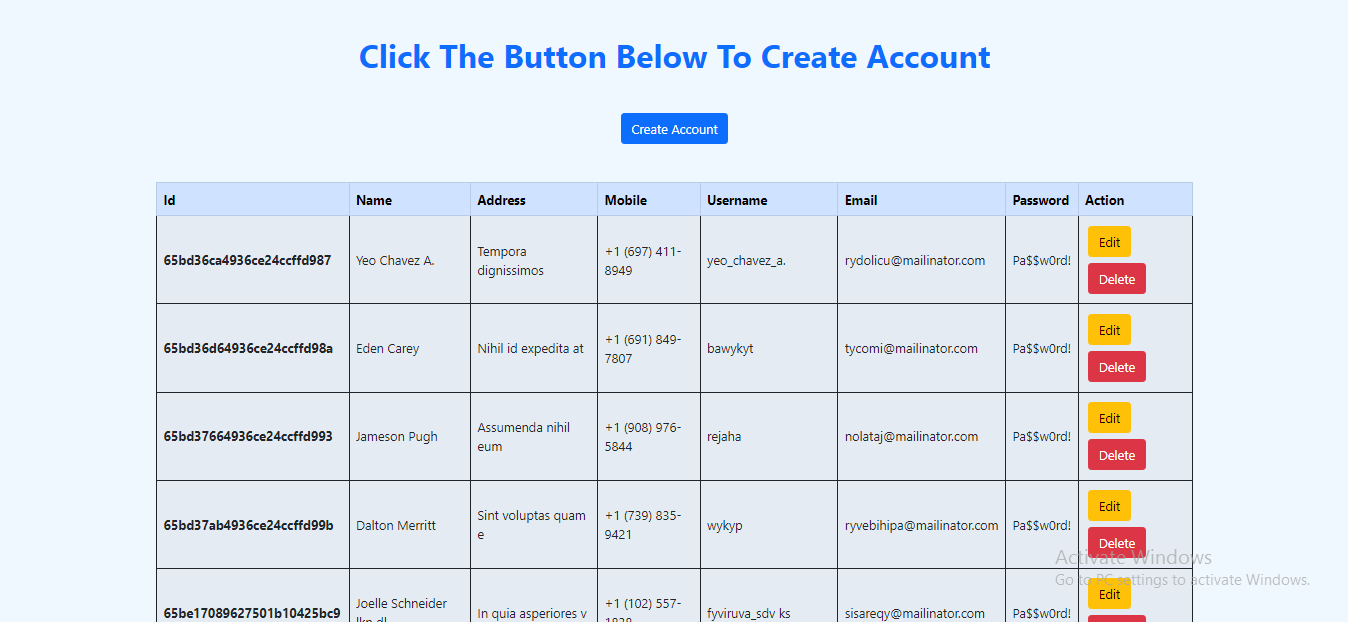 Click The Button Below To Create Account
Create Account
Id Name Address Mobile Username Email Password Action
65bd36ca4936ce24ccffd987 Yeo Chavez A. Tempora dignissimos +1 (697) 411-8949 yeo_chavez_a. rydolicu@mailinator.com Pa$$w0rd! Edit
Delete
65bd36d64936ce24ccffd98a Eden Carey Nihil id expedita at +1 (691) 849-7807 bawykyt tycomi@mailinator.com Pa$$w0rd! Edit
Delete
65bd37664936ce24ccffd993 Jameson Pugh Assumenda nihil eum +1 (908) 976-5844 rejaha nolataj@mailinator.com Pa$$w0rd! Edit
Delete
65bd37ab4936ce24ccffd99b Dalton Merritt Sint voluptas quam e +1 (739) 835-9421 wykyp ryvebihipa@mailinator.com Pa$$w0rd! Edit
Delete
65be17089627501b10425bc9 Joelle Schneider In quia asperiores v +1 (102) 557- fyviruva_sdv ks sisareqy@mailinator.com Pa$$w0rd! Edit
Activate Windows
Go to PC settings to activate Windows.